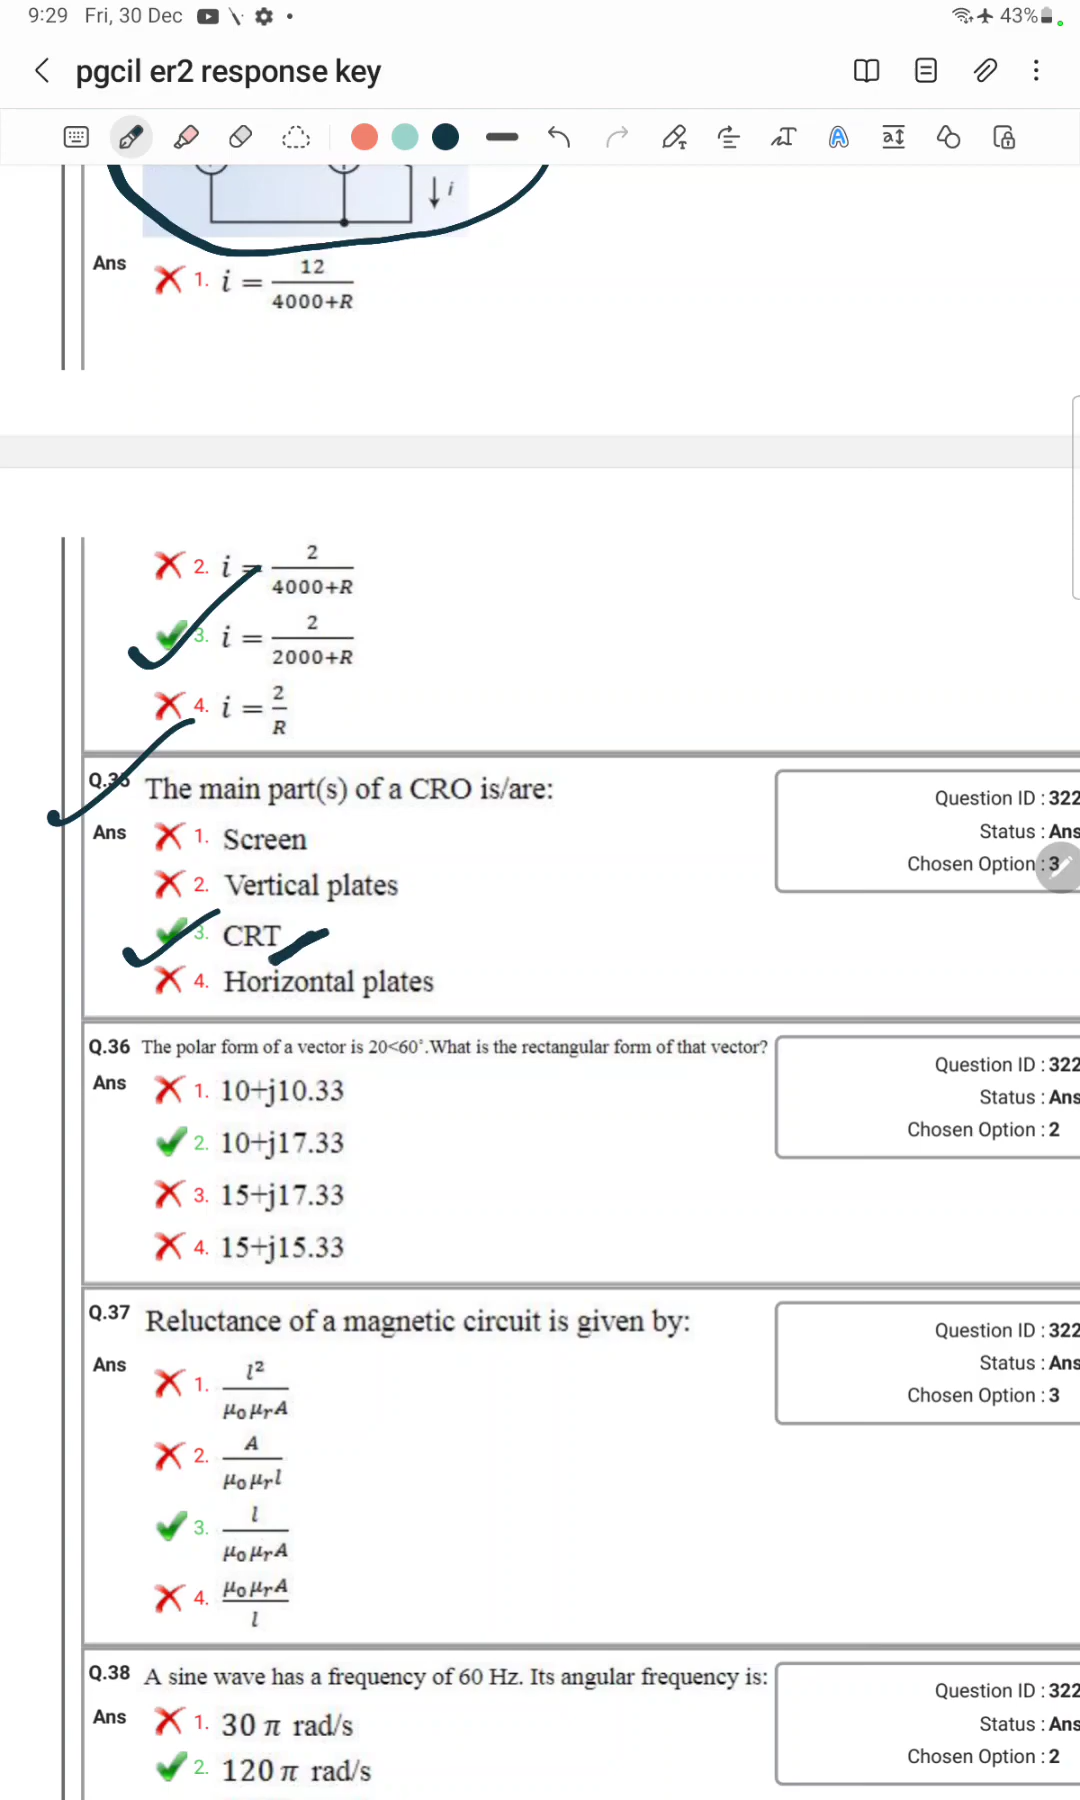 9:29 Fri, 30 Dec
43%
pgcil er2 response key
i
Ans
1. i = 12/4000+R
2. i = 2/4000+R
3. i = 2/2000+R
4. i = 2/R
Q.35 The main part(s) of a CRO is/are:
Ans
1. Screen
2. Vertical plates
3. CRT
4. Horizontal plates
Question ID : 322
Status : Ans
Chosen Option : 3
Q.36 The polar form of a vector is 20<60°.What is the rectangular form of that vector?
Ans
1. 10+j10.33
2. 10+j17.33
3. 15+j17.33
4. 15+j15.33
Question ID : 322
Status : Ans
Chosen Option : 2
Q.37 Reluctance of a magnetic circuit is given by:
Ans
1. l²/μ₀μᵣA
2. A/μ₀μᵣl
3. l/μ₀μᵣA
4. μ₀μᵣA/l
Question ID : 322
Status : Ans
Chosen Option : 3
Q.38 A sine wave has a frequency of 60 Hz. Its angular frequency is:
Ans
1. 30 π rad/s
2. 120 π rad/s
Question ID : 322
Status : Ans
Chosen Option : 2